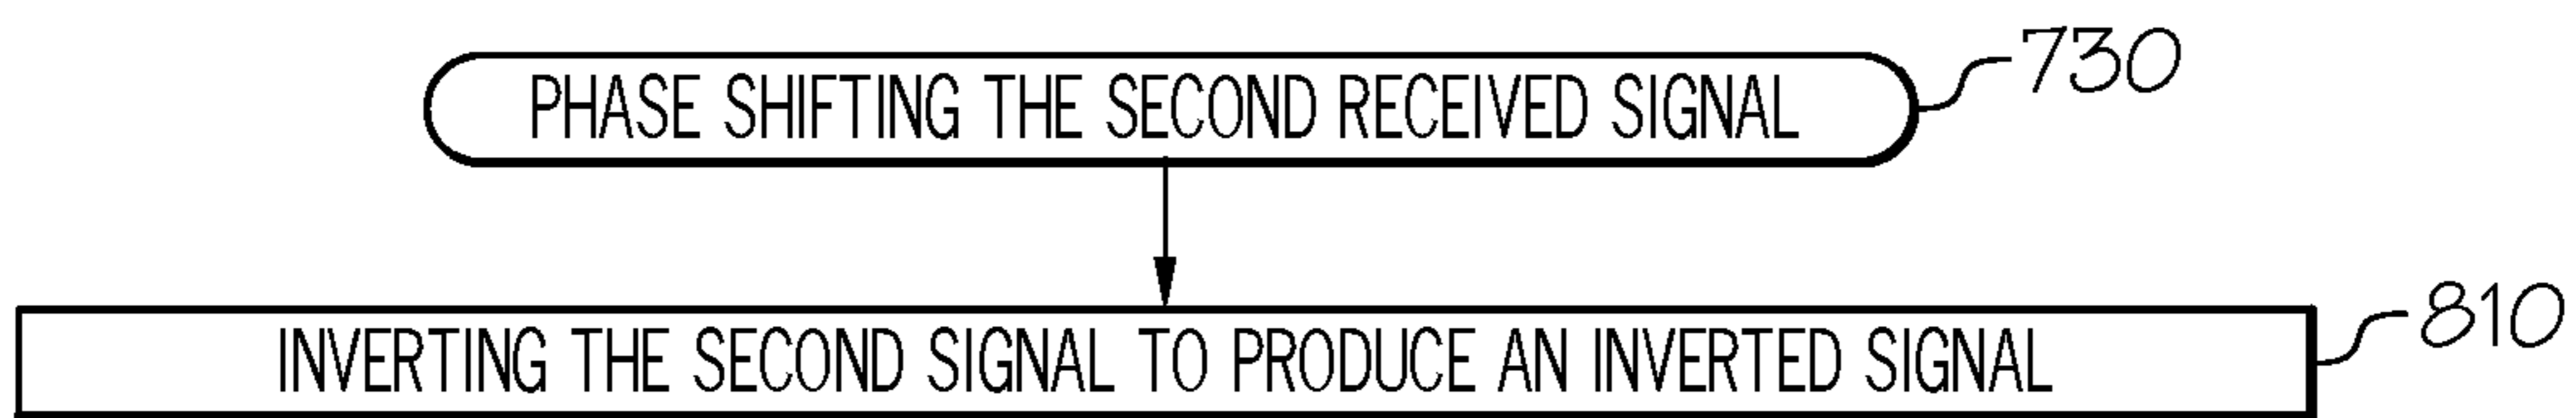 PHASE SHIFTING THE SECOND RECEIVED SIGNAL 730
INVERTING THE SECOND SIGNAL TO PRODUCE AN INVERTED SIGNAL 810